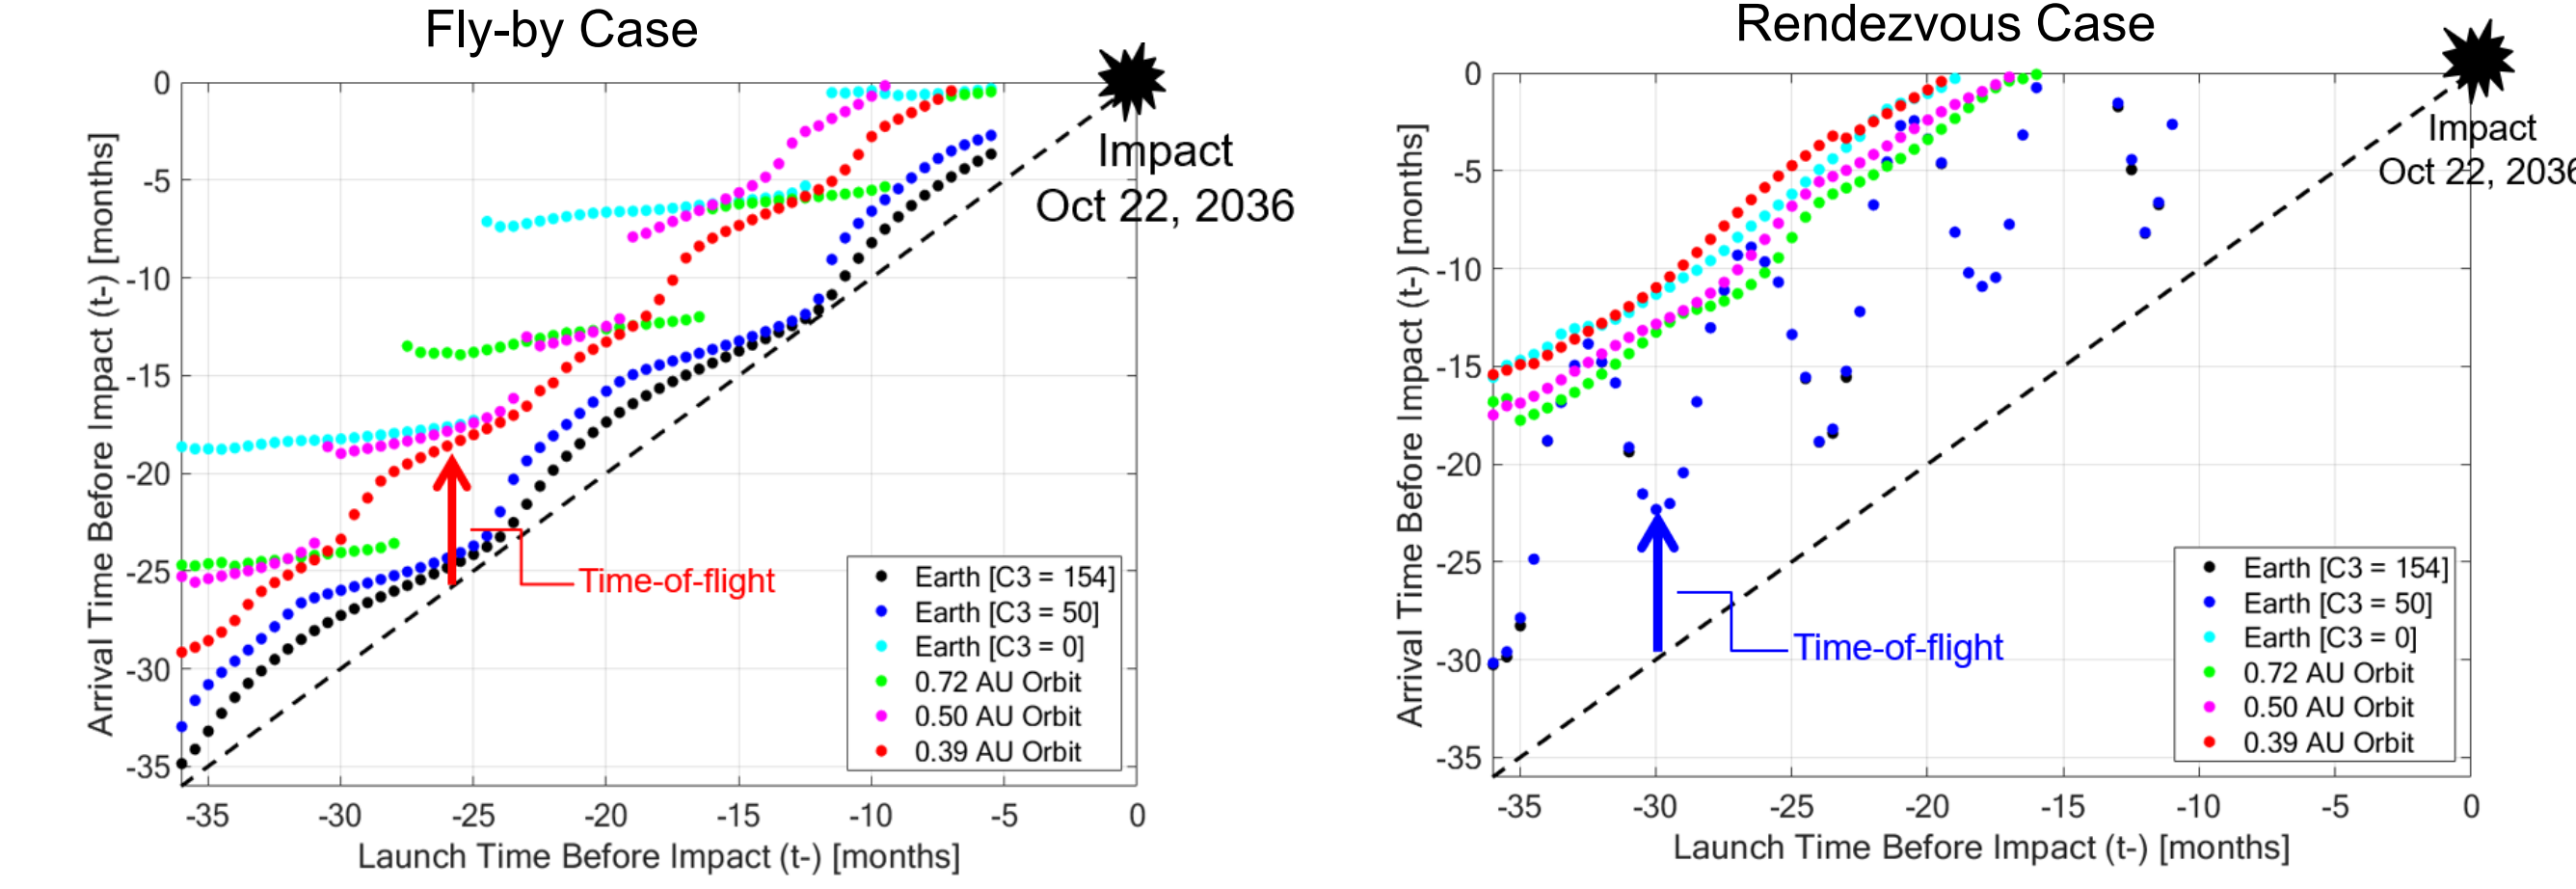 Fly-by Case
0
-5
-10
-15
-20
-25
-30
-35
Arrival Time Before Impact (t-) [months]
Impact
Oct 22, 2036
Time-of-flight
Earth [C3 = 154]
Earth [C3 = 50]
Earth [C3 = 0]
0.72 AU Orbit
0.50 AU Orbit
0.39 AU Orbit
-35 -30 -25 -20 -15 -10 -5 0
Launch Time Before Impact (t-) [months]
Rendezvous Case
0
-5
-10
-15
-20
-25
-30
-35
Arrival Time Before Impact (t-) [months]
Impact
Oct 22, 2036
Time-of-flight
Earth [C3 = 154]
Earth [C3 = 50]
Earth [C3 = 0]
0.72 AU Orbit
0.50 AU Orbit
0.39 AU Orbit
-35 -30 -25 -20 -15 -10 -5 0
Launch Time Before Impact (t-) [months]